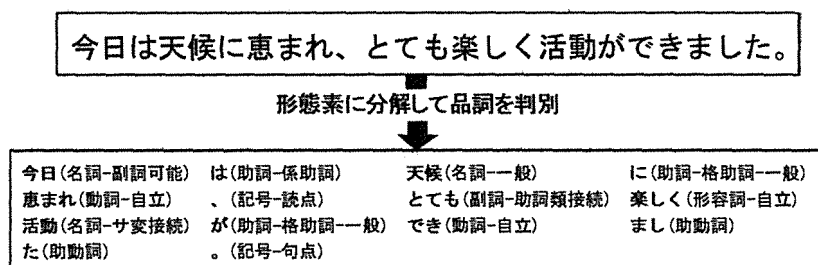 今日は天候に恵まれ、とても楽しく活動ができました。
形態素に分解して品詞を判別
今日(名詞-副詞可能) は(助詞-係助詞) 天候(名詞-一般) に(助詞-格助詞-一般)
恵まれ(動詞-自立) 、(記号-読点) とても(副詞-助詞類接続) 楽しく(形容詞-自立)
活動(名詞-サ変接続) が(助詞-格助詞-一般) でき(動詞-自立) まし(助動詞)
た(助動詞) 。(記号-句点)